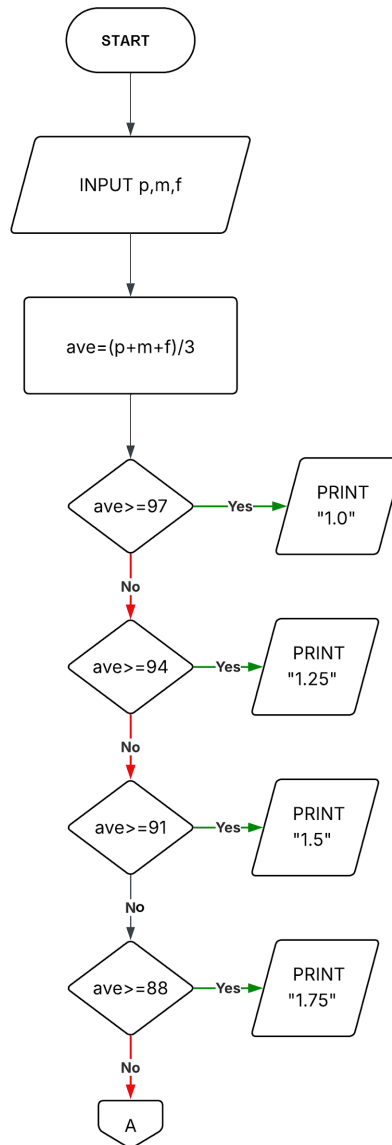 START
INPUT p,m,f
ave=(p+m+f)/3
ave>=97
Yes
PRINT
"1.0"
No
ave>=94
Yes
PRINT
"1.25"
No
ave>=91
Yes
PRINT
"1.5"
No
ave>=88
Yes
PRINT
"1.75"
No
A